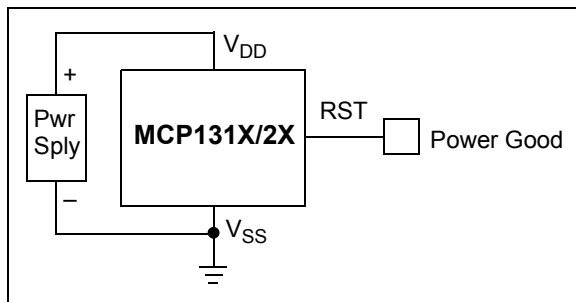 V_DD
+
Pwr
Sply
–
MCP131X/2X
RST
Power Good
V_SS